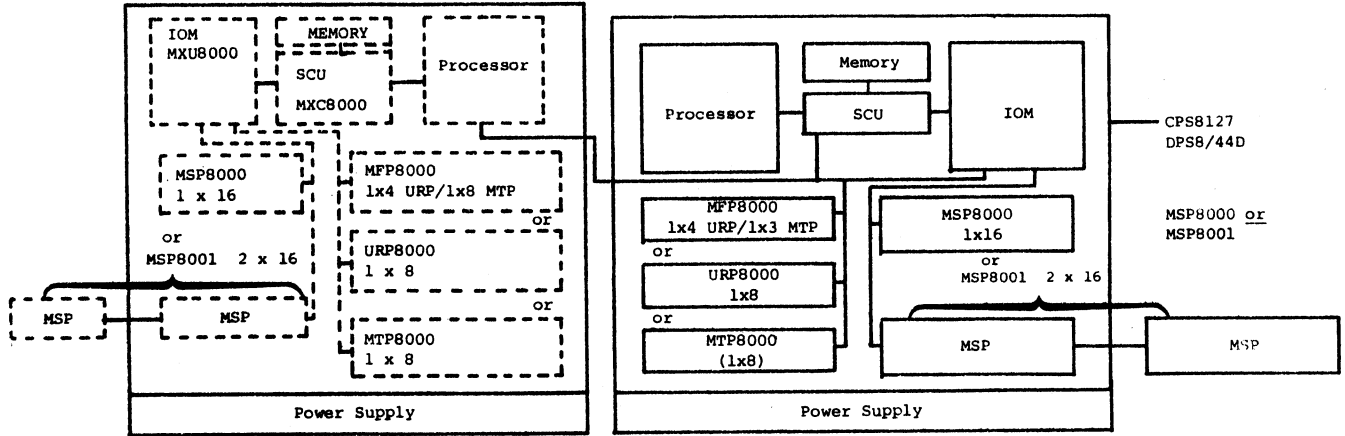 IOM
MXU8000
MEMORY
SCU
MXC8000
Processor
MSP8000
1 x 16
or
MSP8001 2 x 16
MSP
MSP
MFP8000
1x4 URP/1x8 MTP
or
URP8000
1 x 8
or
MTP8000
1 x 8
Power Supply
Processor
Memory
SCU
IOM
MFP8000
1x4 URP/1x3 MTP
or
URP8000
1x8
or
MTP8000
(1x8)
MSP8000
1x16
or
MSP8001 2 x 16
MSP
MSP
Power Supply
CPS8127
DPS8/44D
MSP8000 or
MSP8001